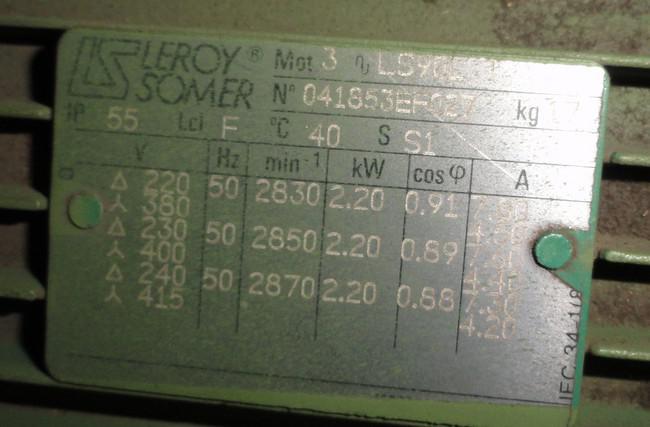 LEROY® Mot 3 ~
SOMER N° 041853EF027 kg
IP 55 Icl F °C 40 S S1
V Hz min-1 kW cos φ A
Δ 220 50 2830 2.20 0.91
⅄ 380
Δ 230 50 2850 2.20 0.89
⅄ 400
Δ 240 50 2870 2.20 0.88
⅄ 415 4.20
IEC 34.1/8